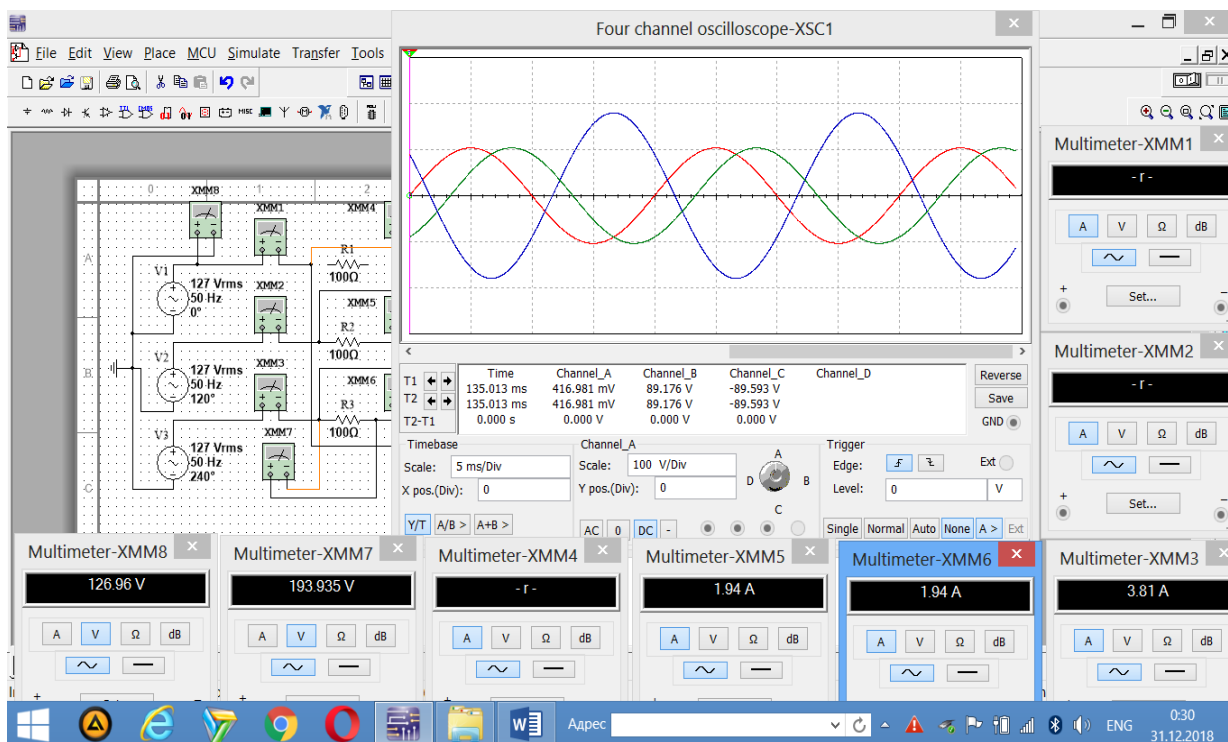 Four channel oscilloscope-XSC1
File Edit View Place MCU Simulate Transfer Tools
MISC
Multimeter-XMM1
- r -
A V Ω dB
+ −
Set...
0 1 2
XMM8
XMM1
XMM4
A
R1
V1
100Ω
127 Vrms
50 Hz
0°
XMM2
XMM5
R2
100Ω
V2
B
127 Vrms
50 Hz
120°
XMM3
XMM6
R3
100Ω
V3
XMM7
127 Vrms
50 Hz
240°
C
Multimeter-XMM2
- r -
A V Ω dB
+ −
Set...
Time Channel_A Channel_B Channel_C Channel_D
T1 135.013 ms 416.981 mV 89.176 V -89.593 V
T2 135.013 ms 416.981 mV 89.176 V -89.593 V
T2-T1 0.000 s 0.000 V 0.000 V 0.000 V
Reverse
Save
GND
Timebase
Scale: 5 ms/Div
X pos.(Div): 0
Y/T A/B > A+B >
Channel_A
Scale: 100 V/Div
Y pos.(Div): 0
AC 0 DC -
A
D B
C
Trigger
Edge: Ext
Level: 0 V
Single Normal Auto None A > Ext
Multimeter-XMM8
126.96 V
A V Ω dB
+
Multimeter-XMM7
193.935 V
A V Ω dB
+
Multimeter-XMM4
- r -
A V Ω dB
Multimeter-XMM5
1.94 A
A V Ω dB
Multimeter-XMM6
1.94 A
A V Ω dB
Multimeter-XMM3
3.81 A
A V Ω dB
Адрес
ENG
0:30
31.12.2018